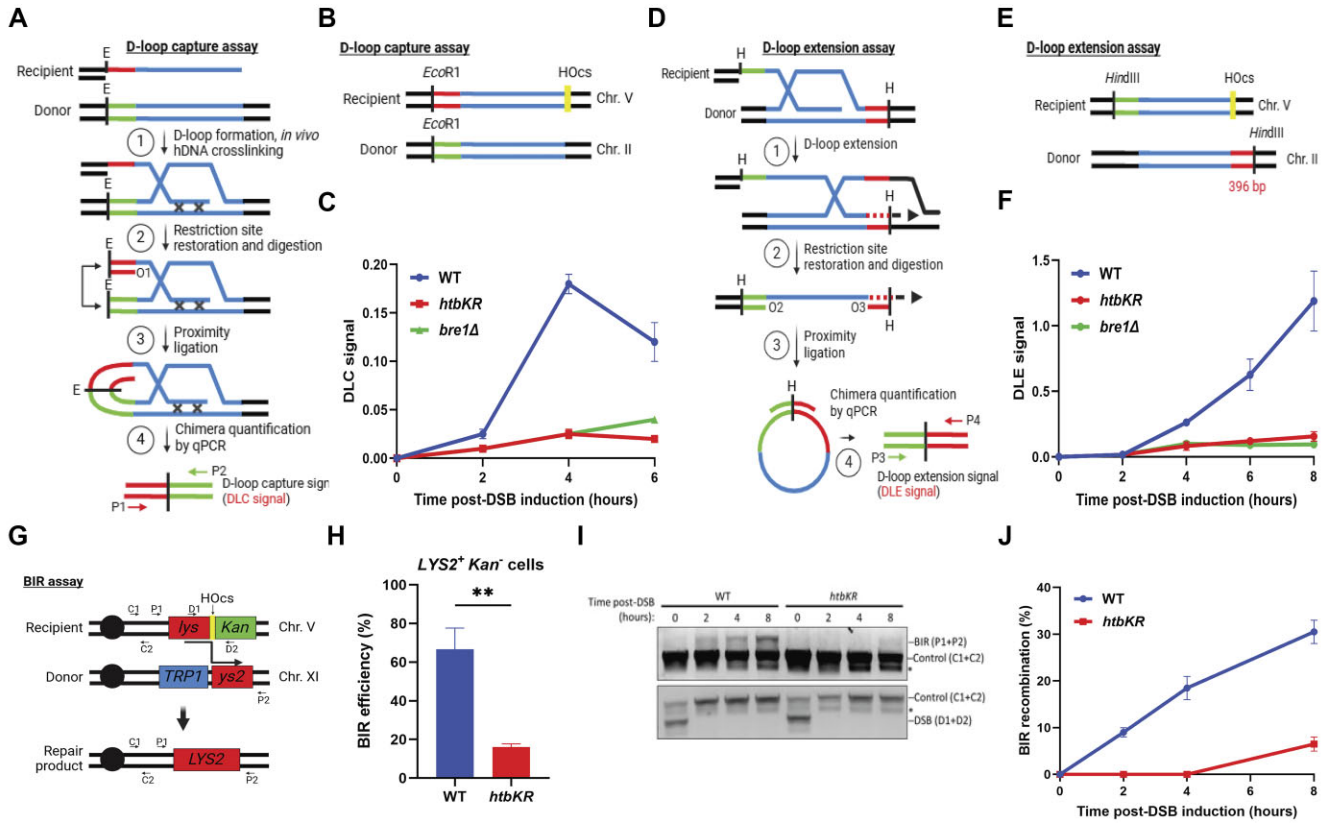 A
D-loop capture assay
E
Recipient
E
Donor
1
D-loop formation, in vivo
hDNA crosslinking
E
2
Restriction site
restoration and digestion
E
O1
E
3
Proximity
ligation
E
4
Chimera quantification
by qPCR
P2
D-loop capture sign
(DLC signal)
P1
B
D-loop capture assay
EcoR1
HOcs
Recipient
Chr. V
EcoR1
Donor
Chr. II
C
0.20
0.15
0.10
0.05
0.00
DLC signal
WT
htbKR
bre1Δ
0
2
4
6
Time post-DSB induction (hours)
D
D-loop extension assay
H
Recipient
H
Donor
1
D-loop extension
H
H
2
Restriction site
restoration and digestion
H
O2
O3
H
3
Proximity
ligation
H
Chimera quantification
by qPCR
4
P4
P3
D-loop extension signal
(DLE signal)
E
D-loop extension assay
HindIII
HOcs
Recipient
Chr. V
HindIII
Donor
Chr. II
396 bp
F
1.5
1.0
0.5
0.0
DLE signal
WT
htbKR
bre1Δ
0
2
4
6
8
Time post-DSB induction (hours)
G
BIR assay
HOcs
C1
P1
D1
Recipient
lys
Kan
Chr. V
C2
D2
Donor
TRP1
ys2
Chr. XI
P2
Repair
product
C1
P1
LYS2
C2
P2
H
LYS2+ Kan- cells
**
80
60
40
20
0
BIR efficiency (%)
WT
htbKR
I
WT
htbKR
Time post-DSB
(hours):
0 2 4 8 0 2 4 8
BIR (P1+P2)
Control (C1+C2)
*
Control (C1+C2)
*
DSB (D1+D2)
J
40
30
20
10
0
BIR recombination (%)
WT
htbKR
0
2
4
6
8
Time post-DSB induction (hours)